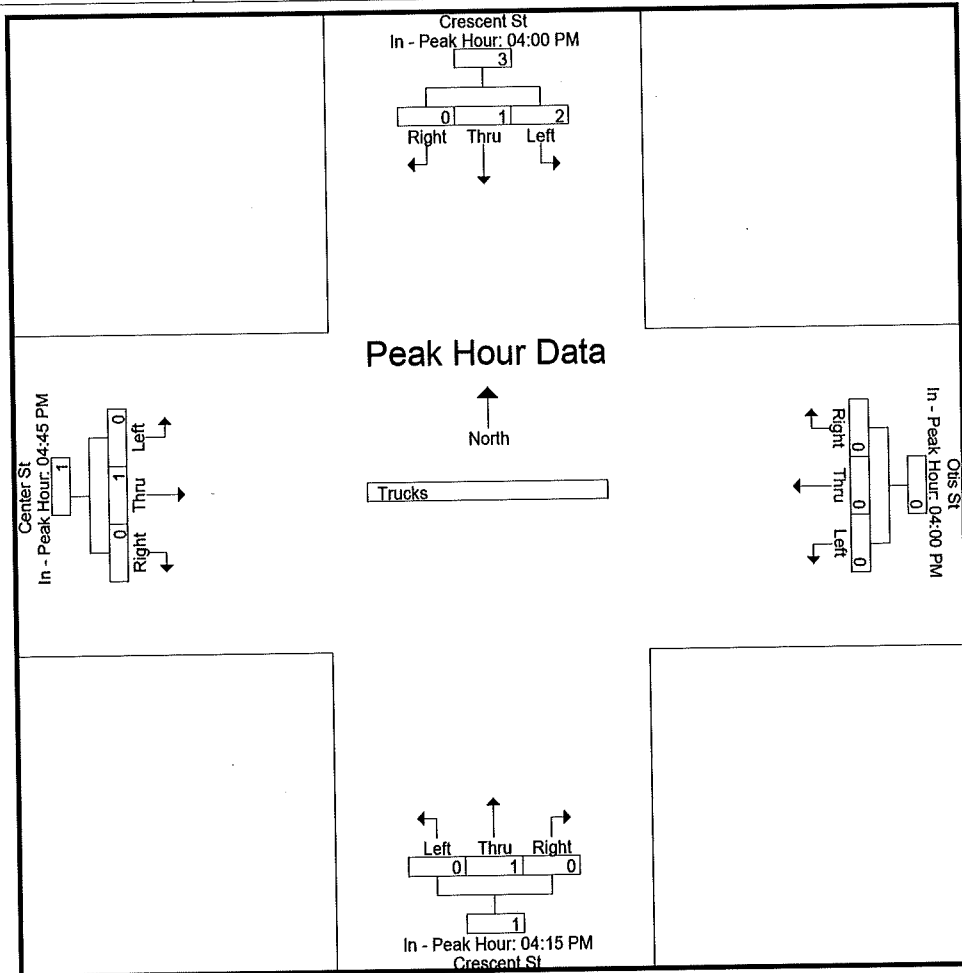 Crescent St
In - Peak Hour: 04:00 PM
3
0 1 2
Right Thru Left
Peak Hour Data
North
Trucks
Center St
In - Peak Hour: 04:45 PM
1
0 1 0
Left Thru Right
Otis St
In - Peak Hour: 04:00 PM
0
0 0 0
Right Thru Left
Left Thru Right
0 1 0
1
In - Peak Hour: 04:15 PM
Crescent St